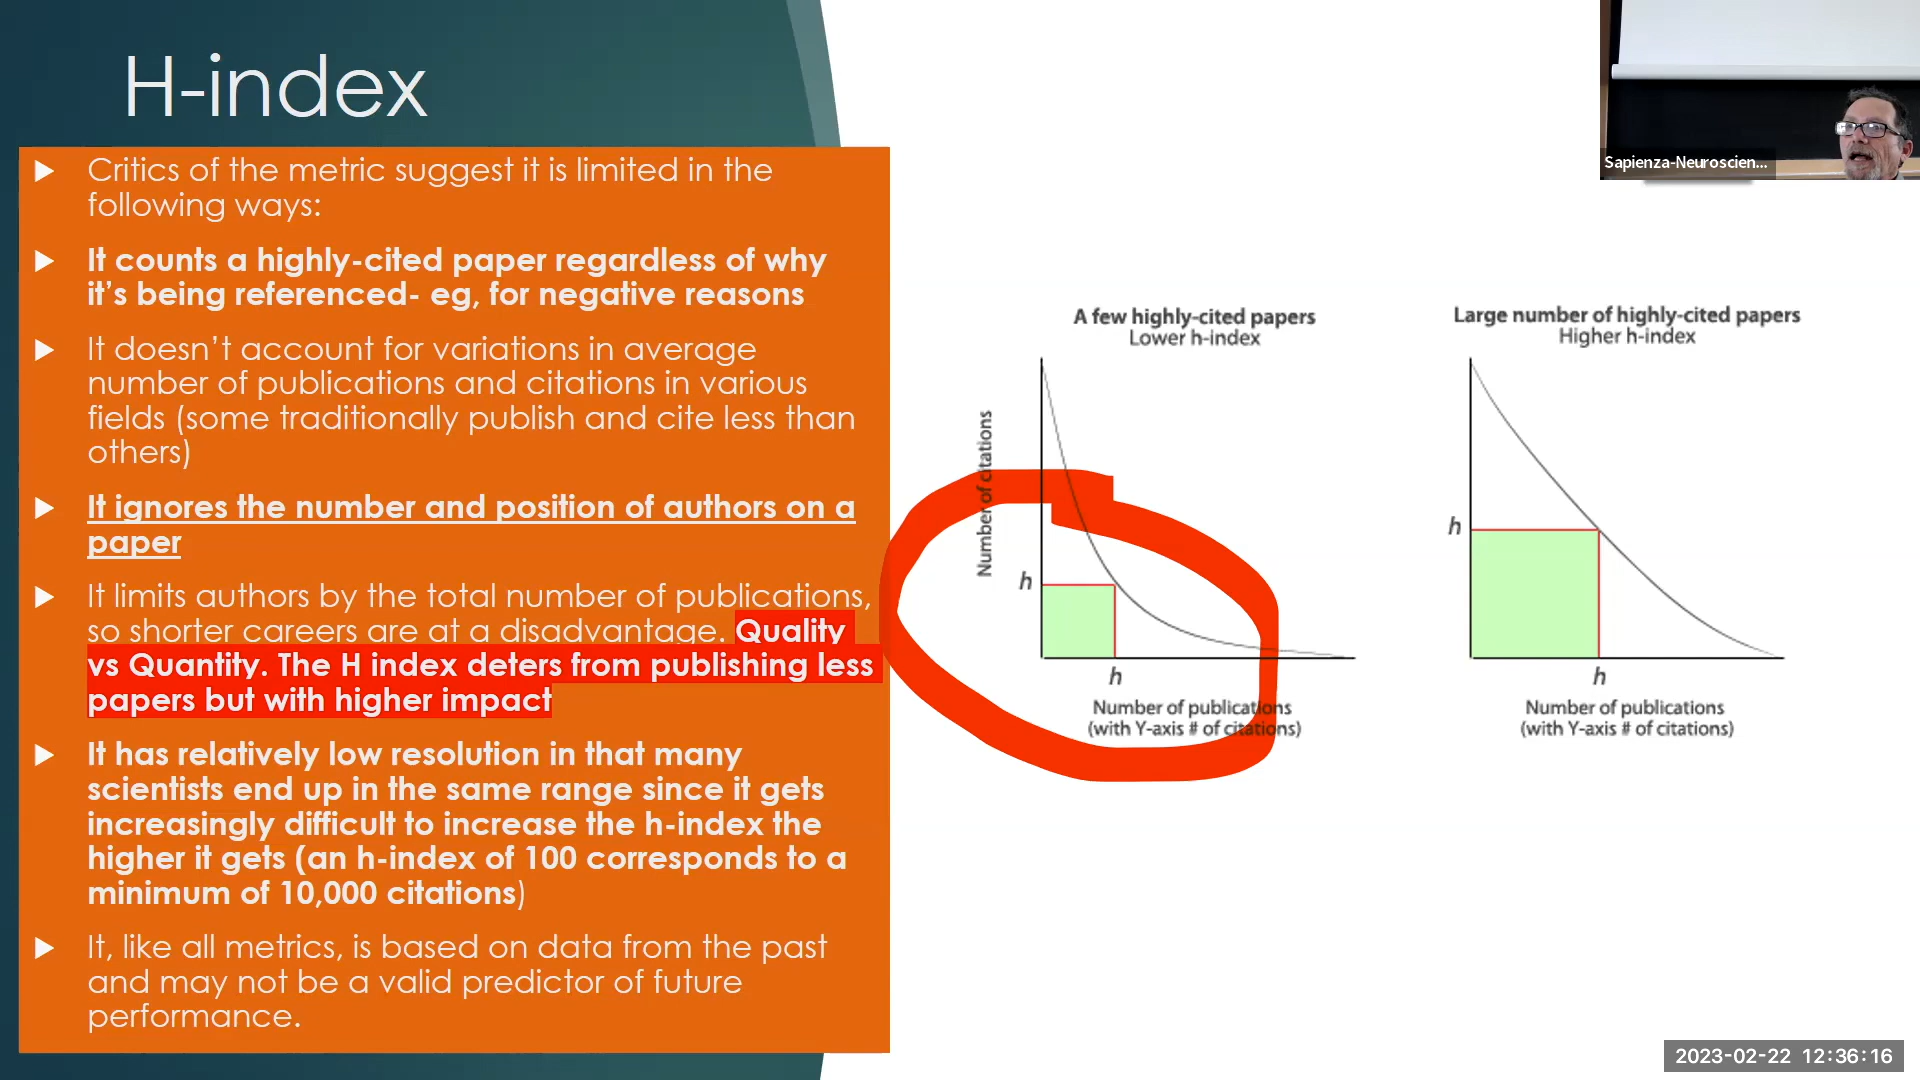 H-index
Critics of the metric suggest it is limited in the
following ways:
It counts a highly-cited paper regardless of why
it's being referenced- eg, for negative reasons
It doesn't account for variations in average
number of publications and citations in various
fields (some traditionally publish and cite less than
others)
It ignores the number and position of authors on a
paper
It limits authors by the total number of publications,
so shorter careers are at a disadvantage. Quality
vs Quantity. The H index deters from publishing less
papers but with higher impact
It has relatively low resolution in that many
scientists end up in the same range since it gets
increasingly difficult to increase the h-index the
higher it gets (an h-index of 100 corresponds to a
minimum of 10,000 citations)
It, like all metrics, is based on data from the past
and may not be a valid predictor of future
performance.
A few highly-cited papers
Lower h-index
Number of citations
h
h
Number of publications
(with Y-axis # of citations)
Large number of highly-cited papers
Higher h-index
h
h
Number of publications
(with Y-axis # of citations)
Sapienza-Neuroscien...
2023-02-22 12:36:16